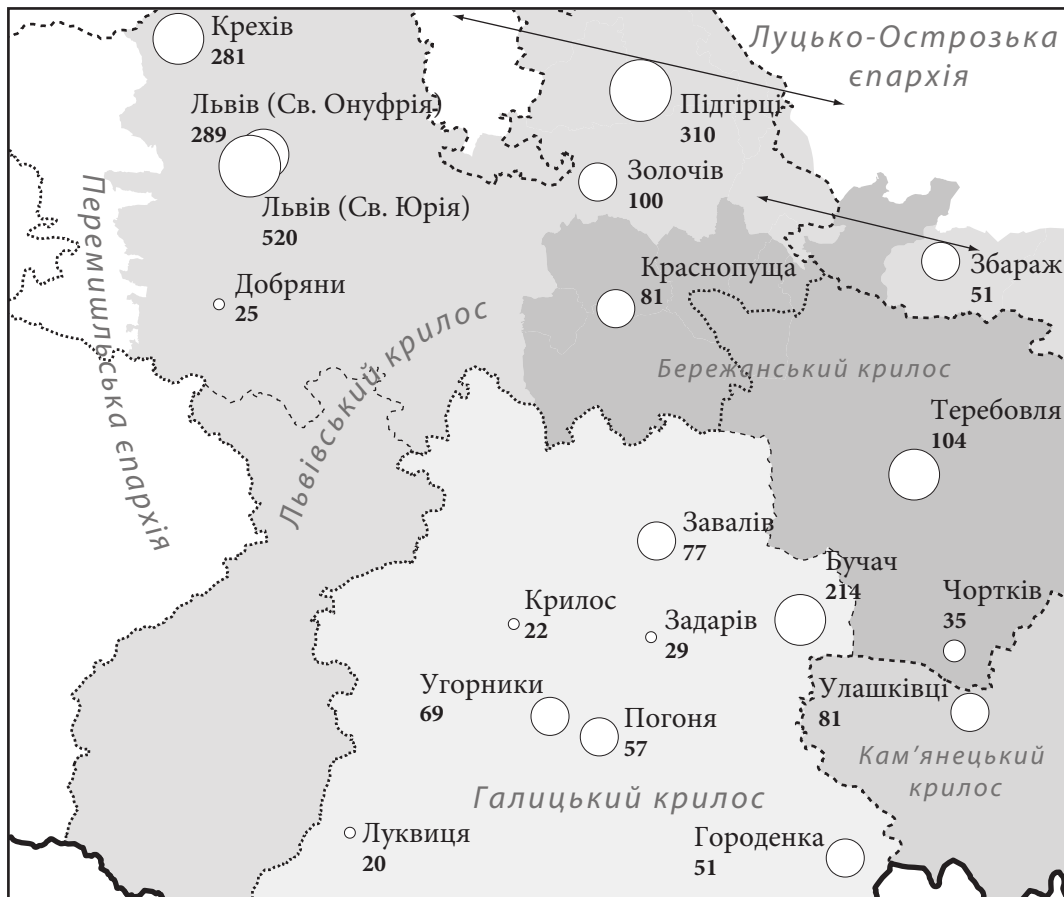 Крехів
281
Луцько-Острозька
єпархія
Львів (Св. Онуфрія)
289
Підгірці
310
Золочів
100
Львів (Св. Юрія)
520
Перемишльська єпархія
Добряни
25
Краснопуща
81
Збараж
51
Львівський крилос
Бережанський крилос
Теребовля
104
Завалів
77
Бучач
214
Крилос
22
Задарів
29
Чортків
35
Угорники
69
Погоня
57
Улашківці
81
Кам’янецький
крилос
Галицький крилос
Луквиця
20
Городенка
51